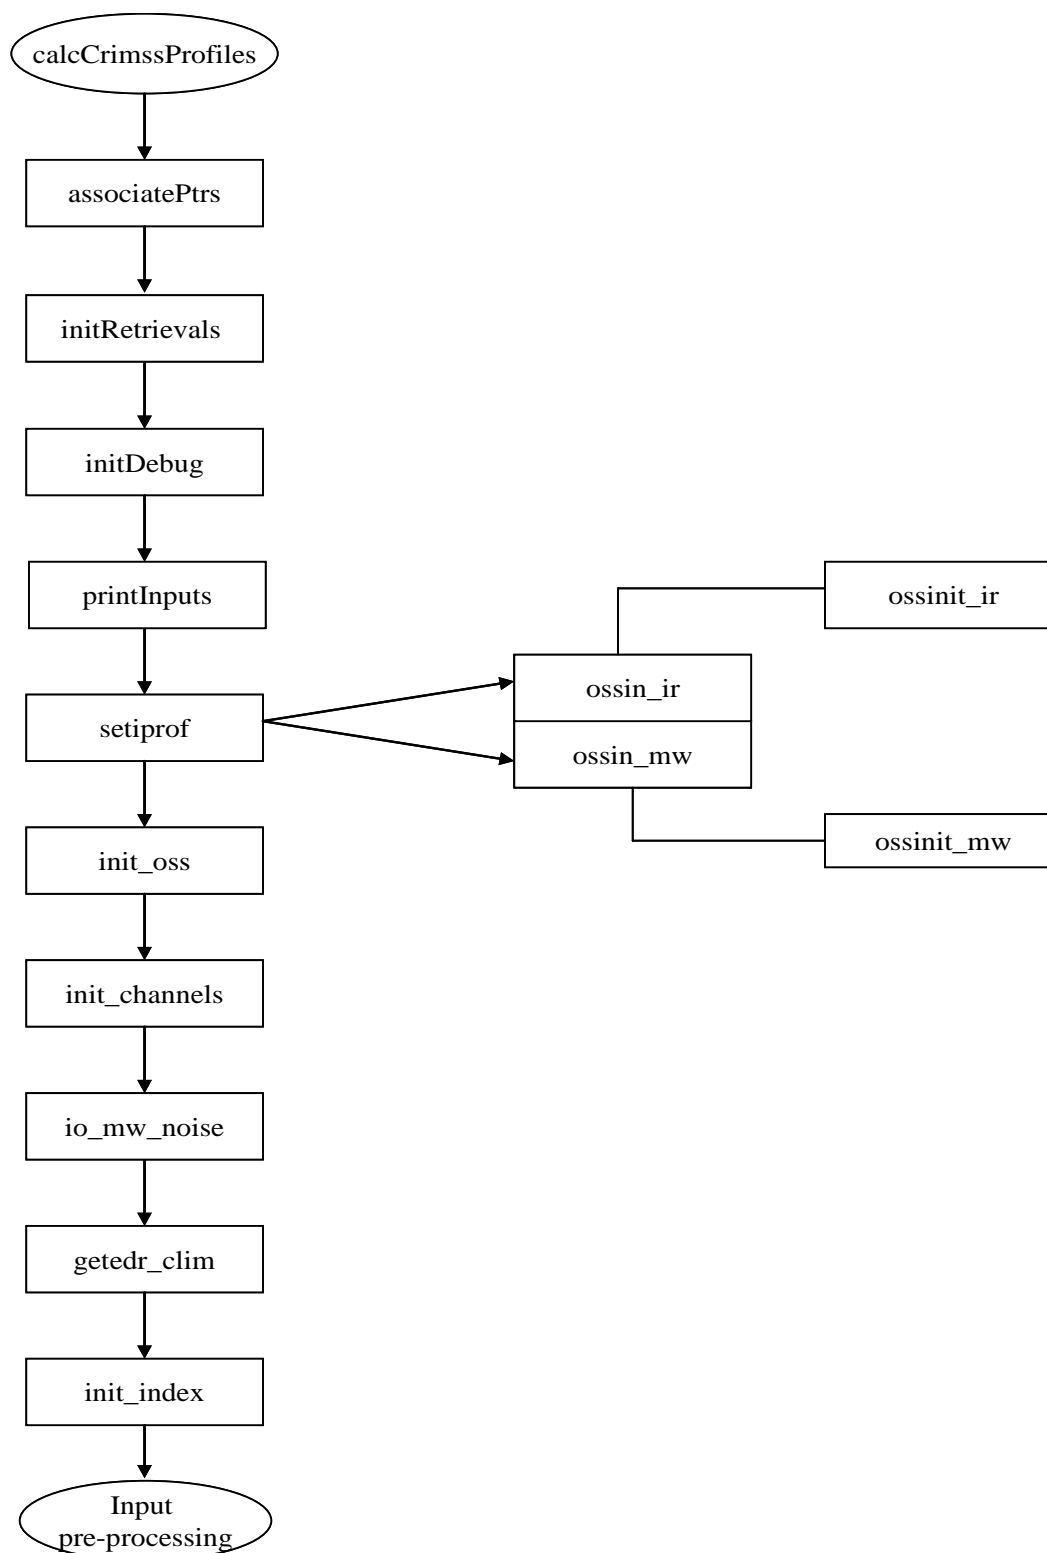 calcCrimssProfiles
associatePtrs
initRetrievals
initDebug
printInputs
ossinit_ir
ossin_ir
setiprof
ossin_mw
init_oss
ossinit_mw
init_channels
io_mw_noise
getedr_clim
init_index
Input
pre-processing